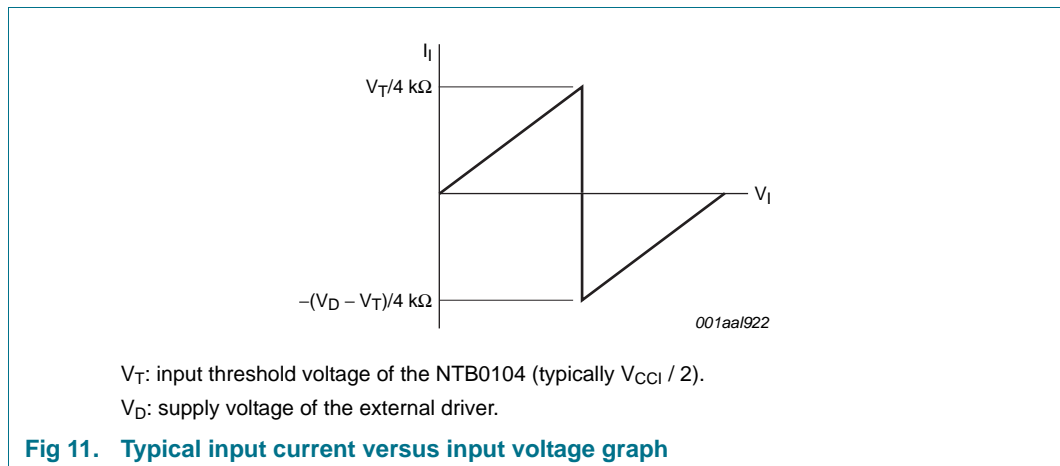 I_I
V_T/4 kΩ
V_I
−(V_D − V_T)/4 kΩ
001aal922
V_T: input threshold voltage of the NTB0104 (typically V_CCI / 2).
V_D: supply voltage of the external driver.
Fig 11. Typical input current versus input voltage graph